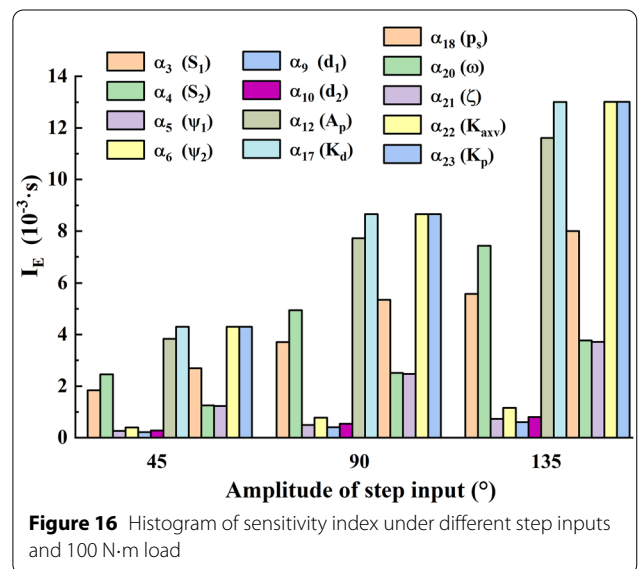 α3 (S1) α9 (d1) α18 (ps)
α4 (S2) α10 (d2) α20 (ω)
α5 (ψ1) α12 (Ap) α21 (ζ)
α6 (ψ2) α17 (Kd) α22 (Kaxv)
α23 (Kp)
IE (10-3·s)
14
12
10
8
6
4
2
0
45 90 135
Amplitude of step input (°)
Figure 16 Histogram of sensitivity index under different step inputs
and 100 N·m load